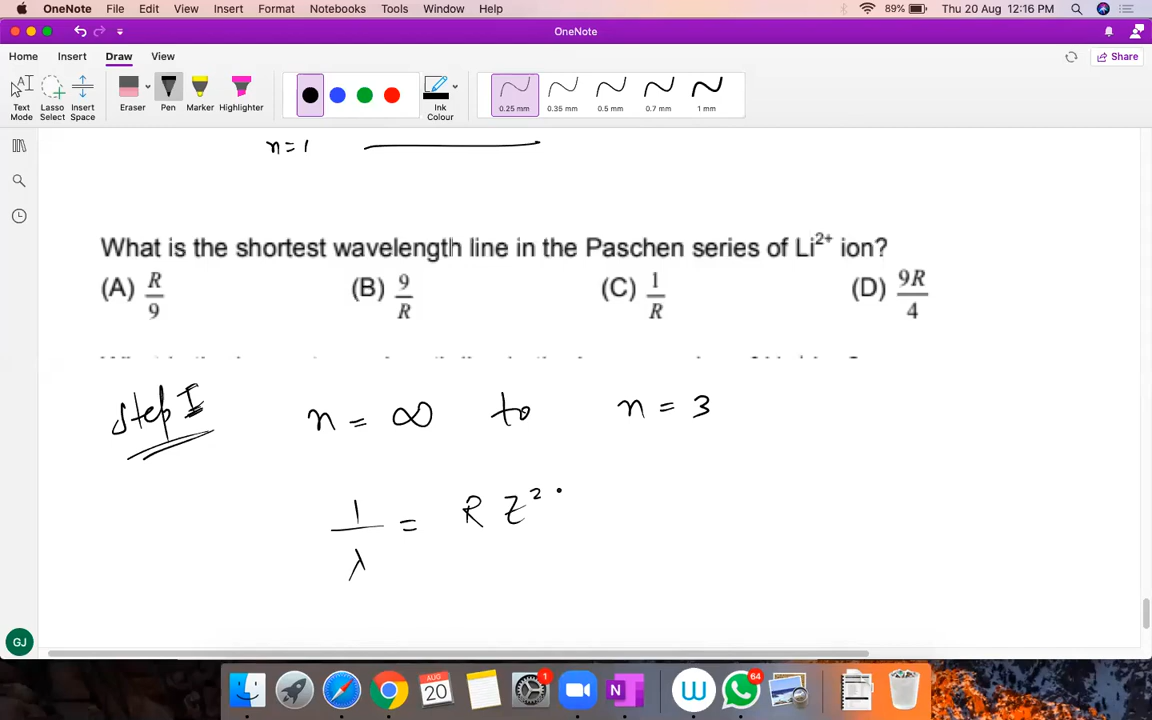 OneNote File Edit View Insert Format Notebooks Tools Window Help 89% Thu 20 Aug 12:16 PM
OneNote
Home Insert Draw View Share
Text Mode Lasso Select Insert Space Eraser Pen Marker Highlighter Ink Colour 0.25 mm 0.35 mm 0.5 mm 0.7 mm 1 mm
n = 1
What is the shortest wavelength line in the Paschen series of Li²⁺ ion?
(A) R/9 (B) 9/R (C) 1/R (D) 9R/4
Step I n = ∞ to n = 3
1/λ = R Z² ·
GJ
AUG 20 1 64